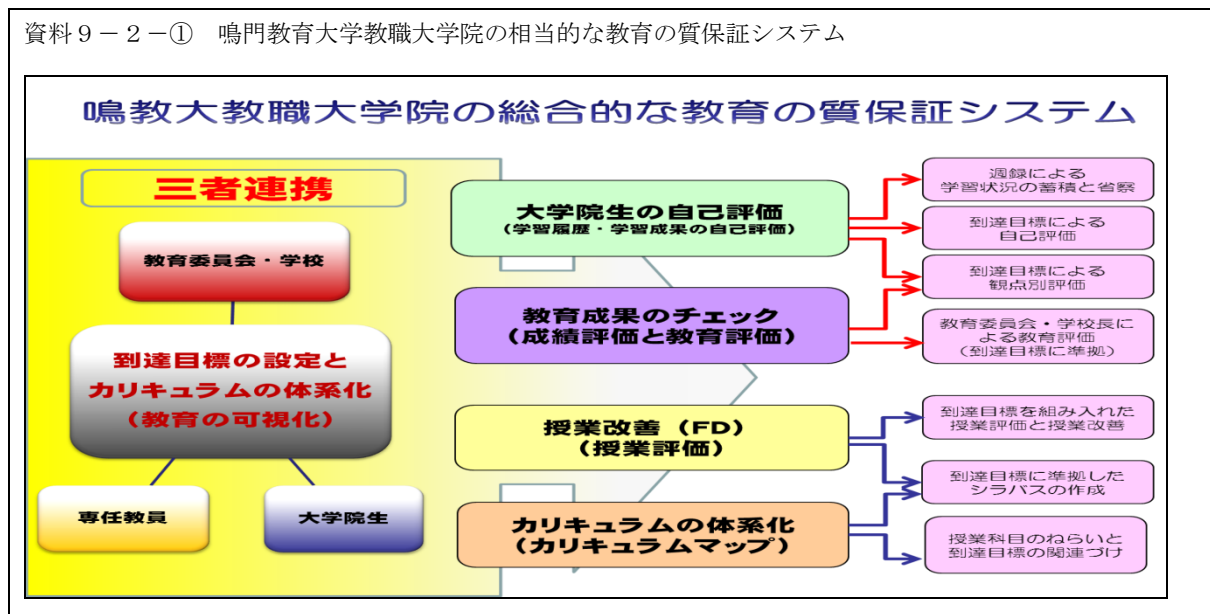 資料9-2-① 鳴門教育大学教職大学院の相当的な教育の質保証システム
鳴教大教職大学院の総合的な教育の質保証システム
三者連携
教育委員会・学校
到達目標の設定と
カリキュラムの体系化
(教育の可視化)
専任教員
大学院生
大学院生の自己評価
(学習履歴・学習成果の自己評価)
教育成果のチェック
(成績評価と教育評価)
授業改善 (FD)
(授業評価)
カリキュラムの体系化
(カリキュラムマップ)
週録による
学習状況の蓄積と省察
到達目標による
自己評価
到達目標による
観点別評価
教育委員会・学校長に
よる教育評価
(到達目標に準拠)
到達目標を組み入れた
授業評価と授業改善
到達目標に準拠した
シラバスの作成
授業科目のねらいと
到達目標の関連づけ